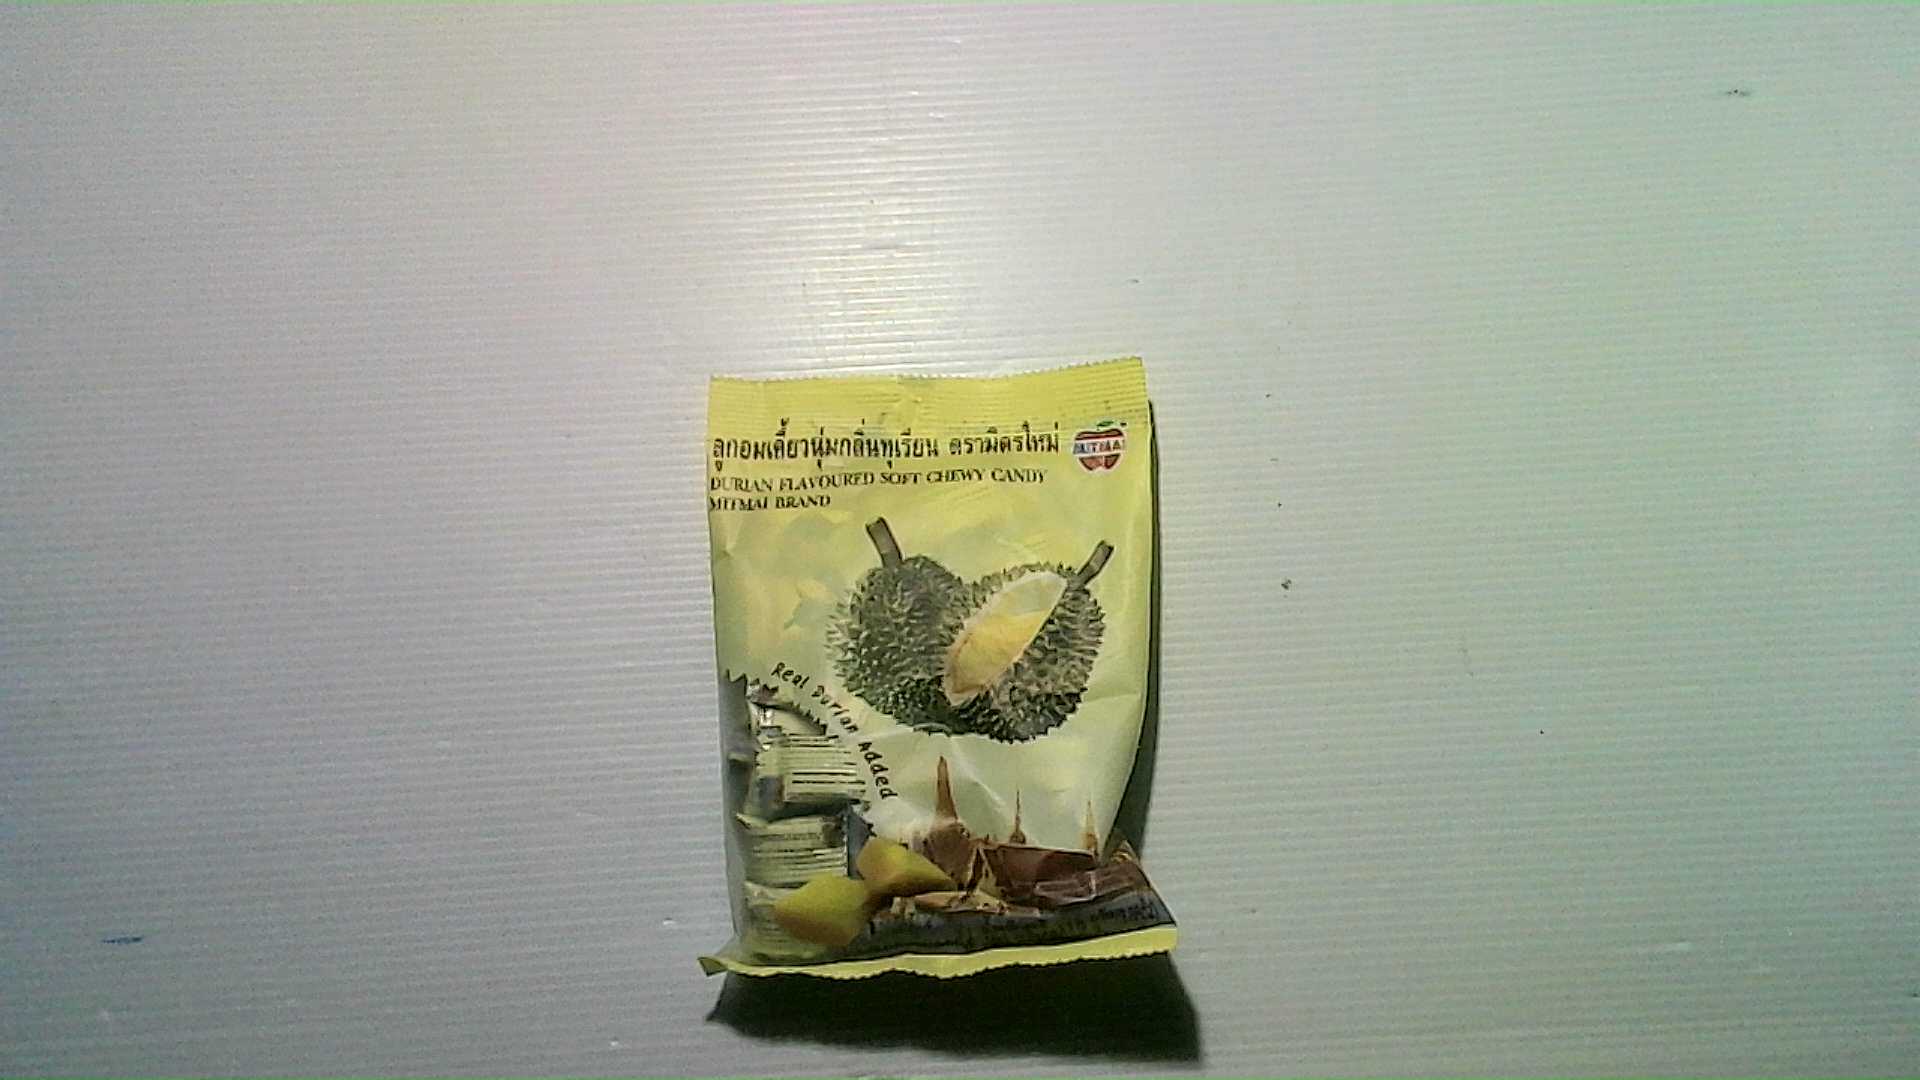 ลูกอมเคี้ยวนุ่มกลิ่นทุเรียน ตรามิตรใหม่
MITMAI
DURIAN FLAVOURED SOFT CHEWY CANDY
MITMAI BRAND
Real Durian Added